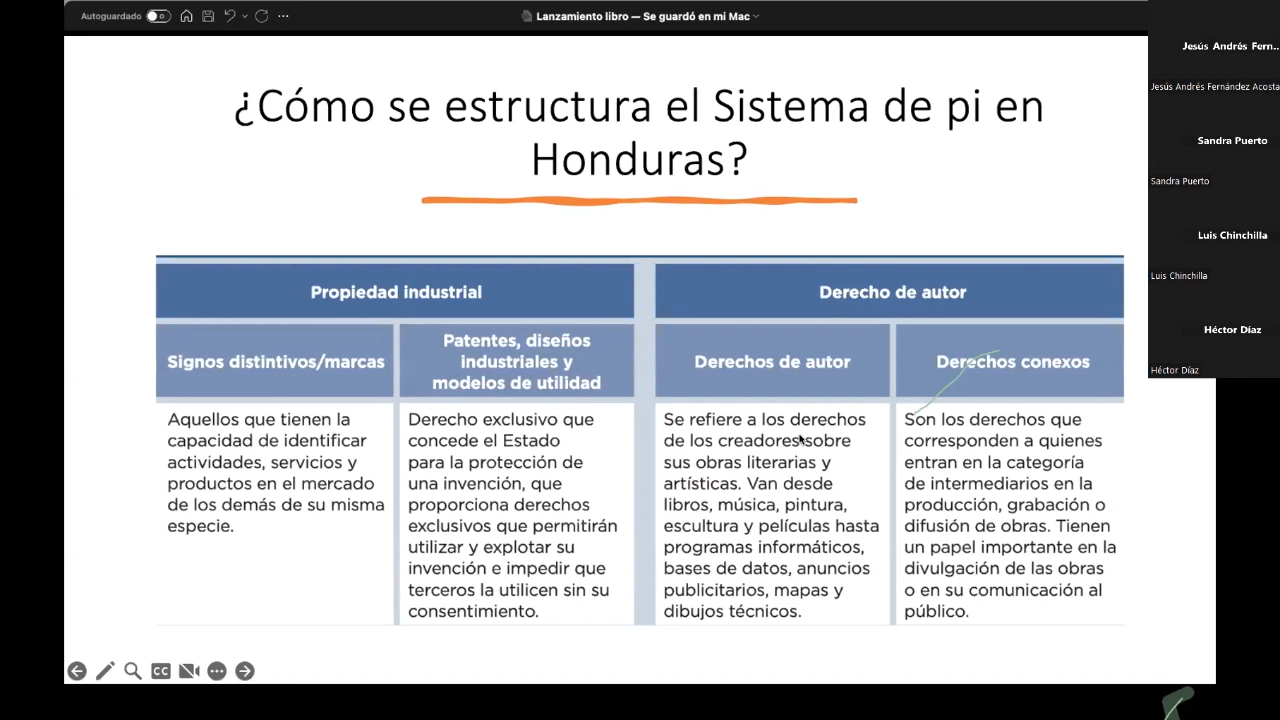 Autoguardado
Lanzamiento libro — Se guardó en mi Mac
¿Cómo se estructura el Sistema de pi en
Honduras?
Propiedad industrial
Signos distintivos/marcas
Aquellos que tienen la
capacidad de identificar
actividades, servicios y
productos en el mercado
de los demás de su misma
especie.
Patentes, diseños
industriales y
modelos de utilidad
Derecho exclusivo que
concede el Estado
para la protección de
una invención, que
proporciona derechos
exclusivos que permitirán
utilizar y explotar su
invención e impedir que
terceros la utilicen sin su
consentimiento.
Derecho de autor
Derechos de autor
Se refiere a los derechos
de los creadores sobre
sus obras literarias y
artísticas. Van desde
libros, música, pintura,
escultura y películas hasta
programas informáticos,
bases de datos, anuncios
publicitarios, mapas y
dibujos técnicos.
Derechos conexos
Son los derechos que
corresponden a quienes
entran en la categoría
de intermediarios en la
producción, grabación o
difusión de obras. Tienen
un papel importante en la
divulgación de las obras
o en su comunicación al
público.
CC
Jesús Andrés Fern...
Jesús Andrés Fernández Acosta
Sandra Puerto
Sandra Puerto
Luis Chinchilla
Luis Chinchilla
Héctor Díaz
Héctor Díaz